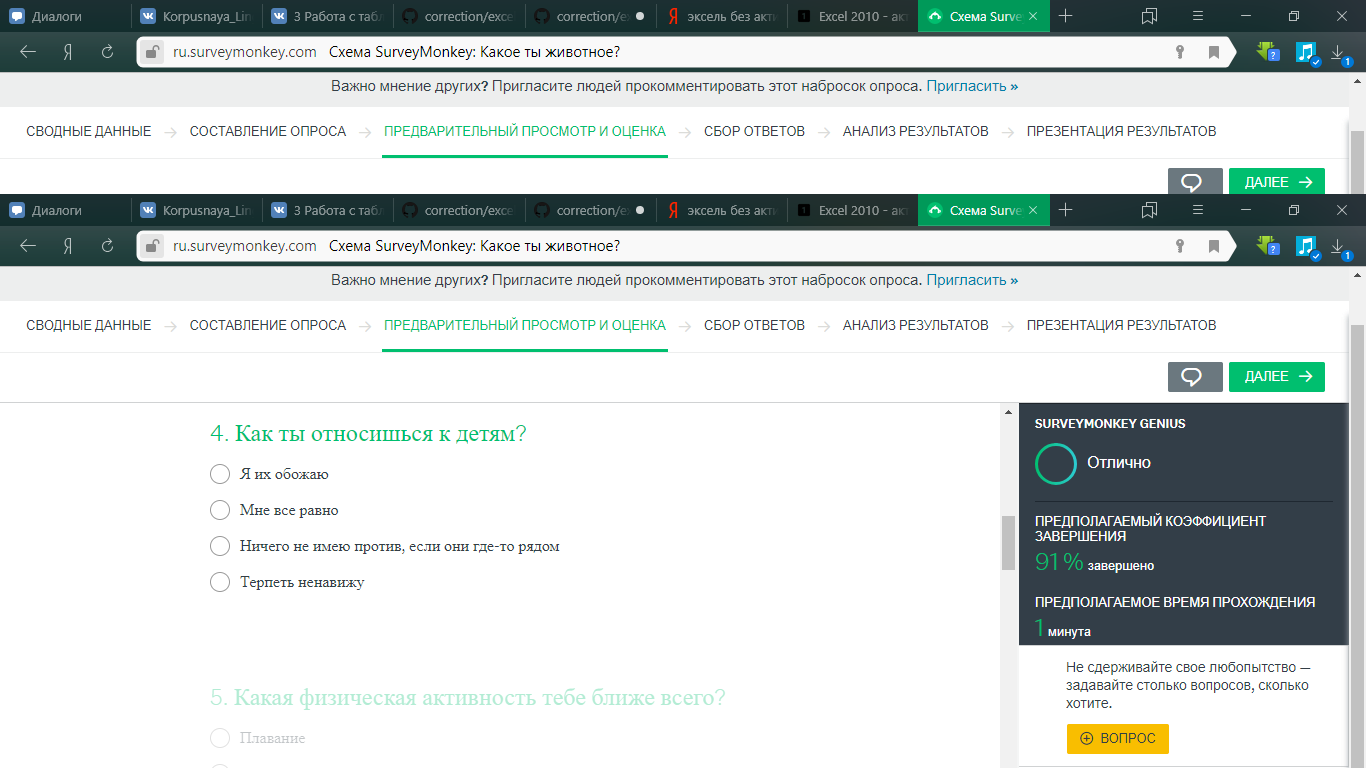 Диалоги Korpusnaya_Lin 3 Работа с табл correction/exce correction/ex Я эксель без акти 1 Excel 2010 - акт Схема Surve
Я ru.surveymonkey.com Схема SurveyMonkey: Какое ты животное? ? 1
Важно мнение других? Пригласите людей прокомментировать этот набросок опроса. Пригласить »
СВОДНЫЕ ДАННЫЕ СОСТАВЛЕНИЕ ОПРОСА ПРЕДВАРИТЕЛЬНЫЙ ПРОСМОТР И ОЦЕНКА СБОР ОТВЕТОВ АНАЛИЗ РЕЗУЛЬТАТОВ ПРЕЗЕНТАЦИЯ РЕЗУЛЬТАТОВ
ДАЛЕЕ
Диалоги Korpusnaya_Lin 3 Работа с табл correction/exce correction/ex Я эксель без акти 1 Excel 2010 - акт Схема Surve
Я ru.surveymonkey.com Схема SurveyMonkey: Какое ты животное? ? 1
Важно мнение других? Пригласите людей прокомментировать этот набросок опроса. Пригласить »
СВОДНЫЕ ДАННЫЕ СОСТАВЛЕНИЕ ОПРОСА ПРЕДВАРИТЕЛЬНЫЙ ПРОСМОТР И ОЦЕНКА СБОР ОТВЕТОВ АНАЛИЗ РЕЗУЛЬТАТОВ ПРЕЗЕНТАЦИЯ РЕЗУЛЬТАТОВ
ДАЛЕЕ
4. Как ты относишься к детям?
Я их обожаю
Мне все равно
Ничего не имею против, если они где-то рядом
Терпеть ненавижу
5. Какая физическая активность тебе ближе всего?
Плавание
SURVEYMONKEY GENIUS
Отлично
ПРЕДПОЛАГАЕМЫЙ КОЭФФИЦИЕНТ
ЗАВЕРШЕНИЯ
91% завершено
ПРЕДПОЛАГАЕМОЕ ВРЕМЯ ПРОХОЖДЕНИЯ
1 минута
Не сдерживайте свое любопытство —
задавайте столько вопросов, сколько
хотите.
ВОПРОС